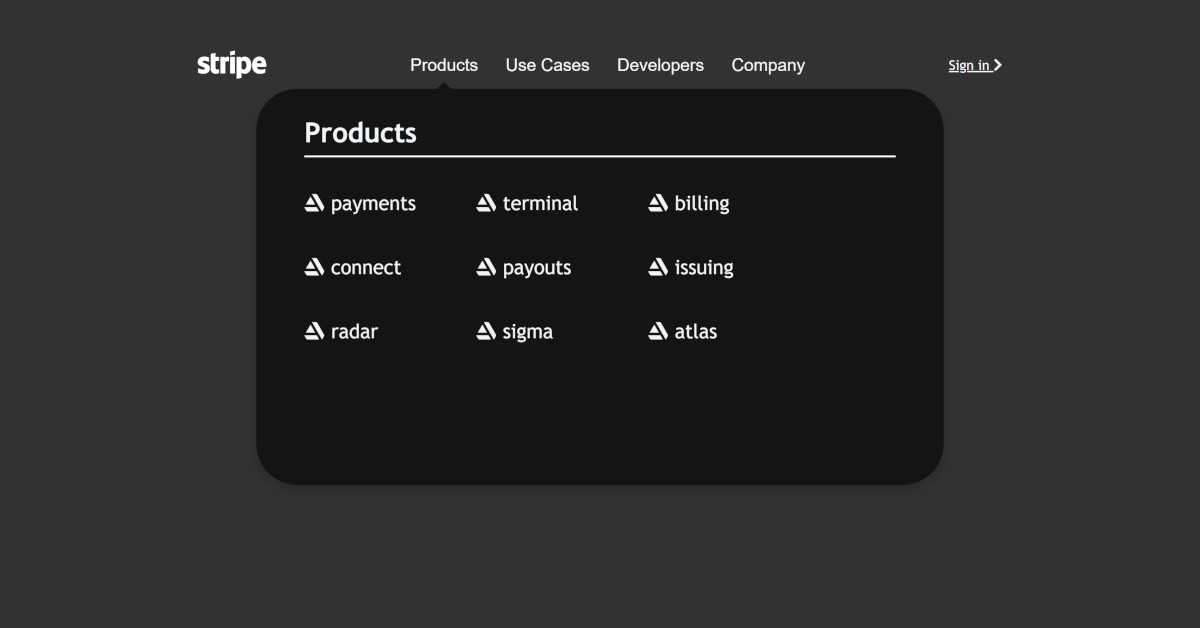 stripe Products Use Cases Developers Company Sign in
Products
payments terminal billing
connect payouts issuing
radar sigma atlas